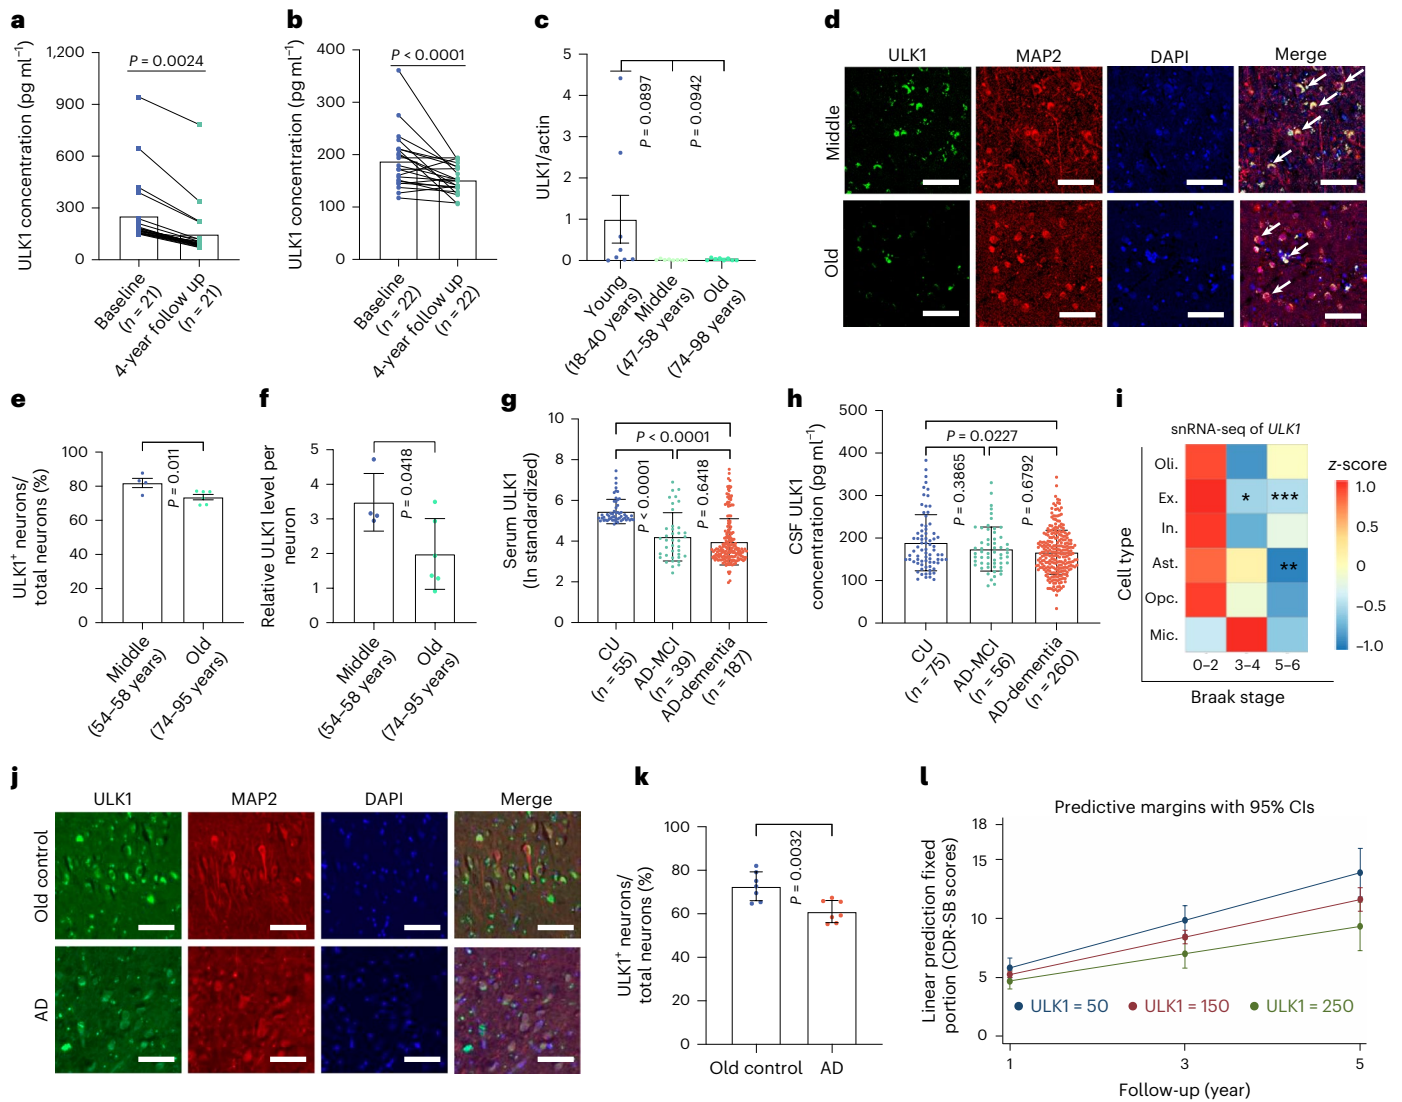 a
ULK1 concentration (pg ml⁻¹)
1,200
900
600
300
0
P = 0.0024
Baseline
(n = 21)
4-year follow up
(n = 21)
b
ULK1 concentration (pg ml⁻¹)
400
300
200
100
0
P < 0.0001
Baseline
(n = 22)
4-year follow up
(n = 22)
c
ULK1/actin
5
4
3
2
1
0
P = 0.0897
P = 0.0942
Young
(18–40 years)
Middle
(47–58 years)
Old
(74–98 years)
d
ULK1 MAP2 DAPI Merge
Middle
Old
e
ULK1⁺ neurons/
total neurons (%)
100
80
60
40
20
0
P = 0.011
Middle
(54–58 years)
Old
(74–95 years)
f
Relative ULK1 level per
neuron
5
4
3
2
1
0
P = 0.0418
Middle
(54–58 years)
Old
(74–95 years)
g
Serum ULK1
(ln standardized)
10
8
6
4
2
0
P < 0.0001
P < 0.0001
P = 0.6418
CU
(n = 55)
AD-MCI
(n = 39)
AD-dementia
(n = 187)
h
CSF ULK1
concentration (pg ml⁻¹)
500
400
300
200
100
0
P = 0.0227
P = 0.3865
P = 0.6792
CU
(n = 75)
AD-MCI
(n = 56)
AD-dementia
(n = 260)
i
snRNA-seq of ULK1
Cell type
Oli.
Ex. * ***
In.
Ast. **
Opc.
Mic.
0–2 3–4 5–6
Braak stage
z-score
1.0
0.5
0
−0.5
−1.0
j
ULK1 MAP2 DAPI Merge
Old control
AD
k
ULK1⁺ neurons/
total neurons (%)
100
80
60
40
20
0
P = 0.0032
Old control AD
l
Predictive margins with 95% CIs
Linear prediction fixed
portion (CDR-SB scores)
18
15
10
5
0
ULK1 = 50 ULK1 = 150 ULK1 = 250
1 3 5
Follow-up (year)